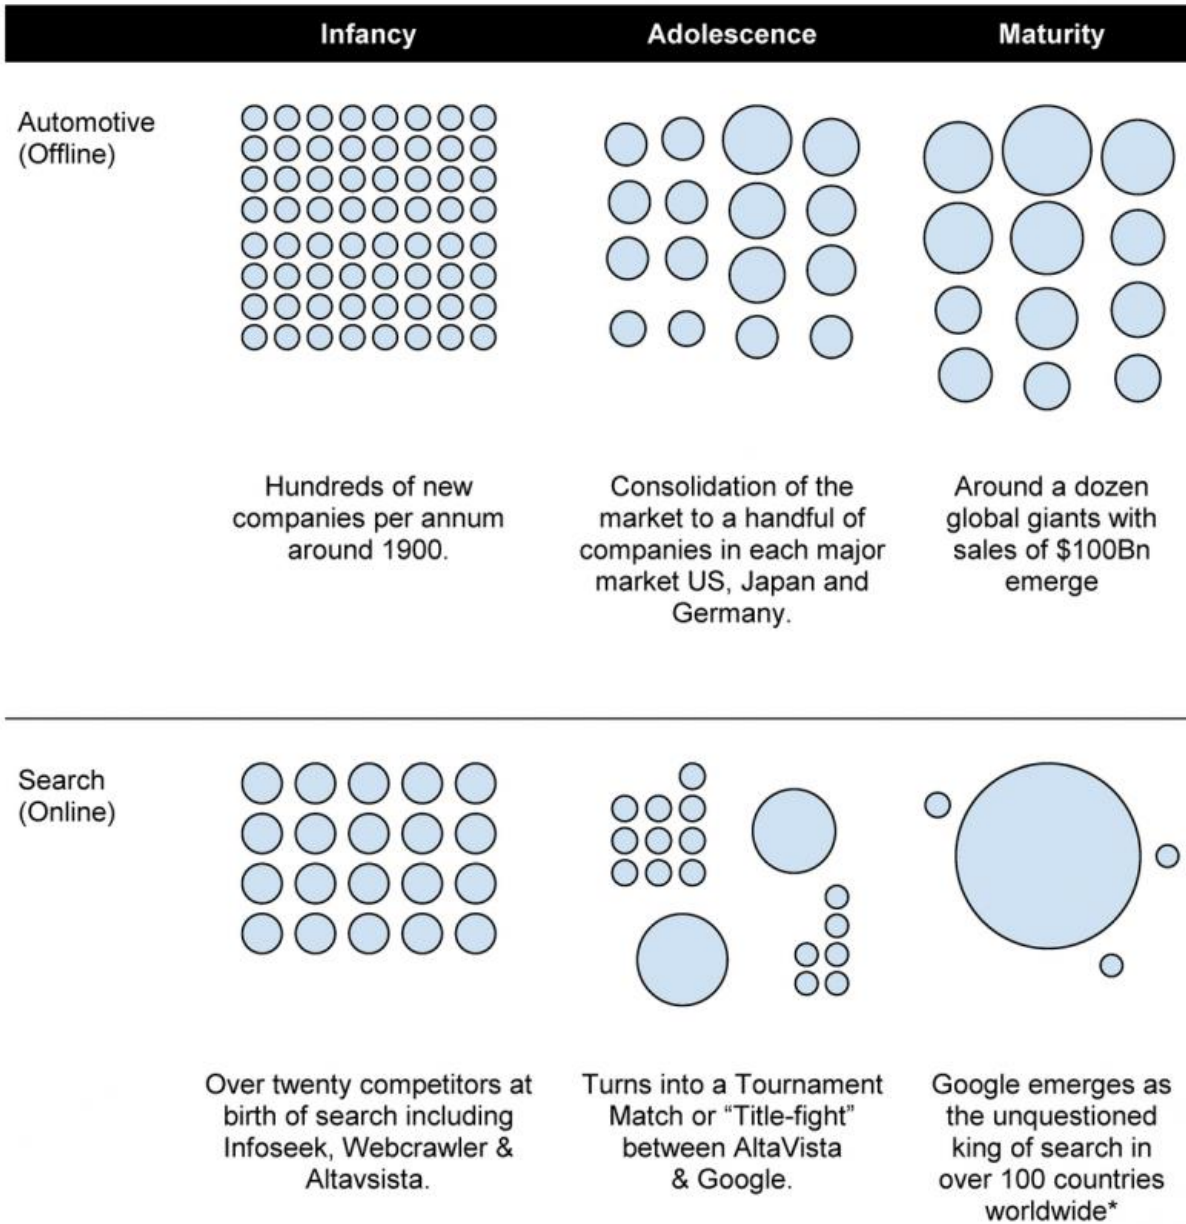 Infancy Adolescence Maturity
Automotive
(Offline)
Hundreds of new
companies per annum
around 1900.
Consolidation of the
market to a handful of
companies in each major
market US, Japan and
Germany.
Around a dozen
global giants with
sales of $100Bn
emerge
Search
(Online)
Over twenty competitors at
birth of search including
Infoseek, Webcrawler &
Altavsista.
Turns into a Tournament
Match or “Title-fight”
between AltaVista
& Google.
Google emerges as
the unquestioned
king of search in
over 100 countries
worldwide*